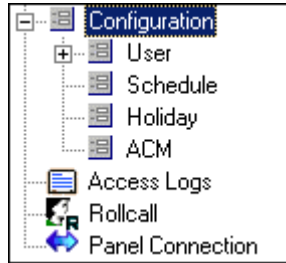 Configuration
User
Schedule
Holiday
ACM
Access Logs
R
Rollcall
Panel Connection